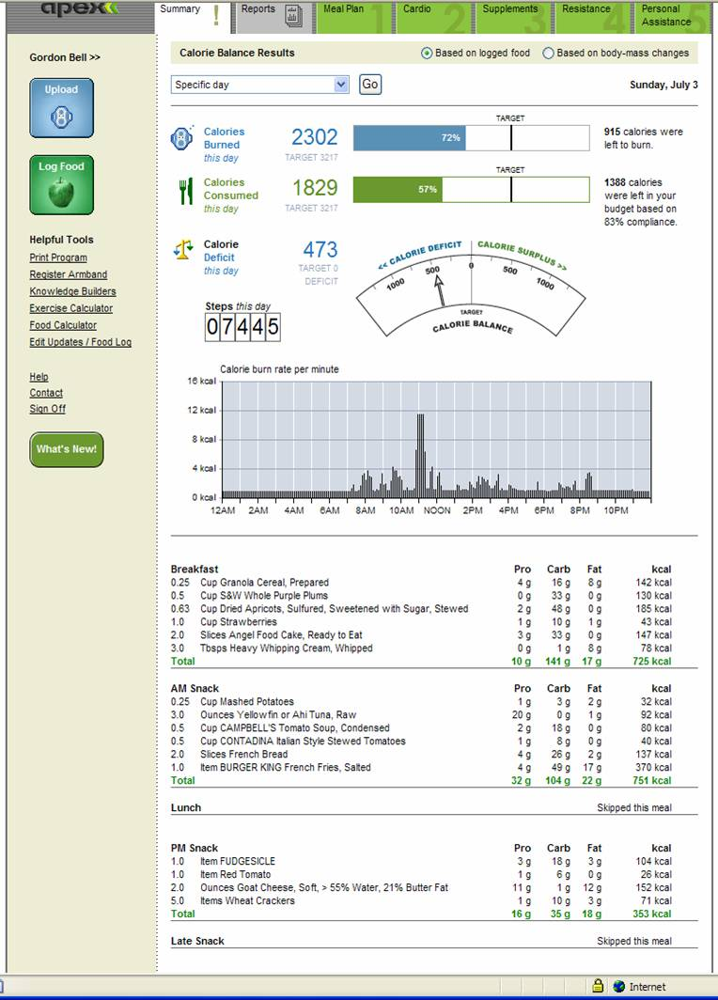 apex
Summary !
Reports
Meal Plan 1
Cardio 2
Supplements 3
Resistance 4
Personal Assistance 5
Gordon Bell >>
Upload
Log Food
Helpful Tools
Print Program
Register Armband
Knowledge Builders
Exercise Calculator
Food Calculator
Edit Updates / Food Log
Help
Contact
Sign Off
What's New!
Calorie Balance Results
Based on logged food
Based on body-mass changes
Specific day
Go
Sunday, July 3
Calories Burned
this day
2302
TARGET 3217
72%
TARGET
915 calories were
left to burn.
Calories Consumed
this day
1829
TARGET 3217
57%
TARGET
1388 calories
were left in your
budget based on
83% compliance.
Calorie
Deficit
this day
473
TARGET 0
DEFICIT
<< CALORIE DEFICIT
CALORIE SURPLUS >>
1000 500 0 500 1000
TARGET
CALORIE BALANCE
Steps this day
07445
Calorie burn rate per minute
16 kcal
12 kcal
8 kcal
4 kcal
0 kcal
12AM 2AM 4AM 6AM 8AM 10AM NOON 2PM 4PM 6PM 8PM 10PM
Breakfast Pro Carb Fat kcal
0.25 Cup Granola Cereal, Prepared 4 g 16 g 8 g 142 kcal
0.5 Cup S&W Whole Purple Plums 0 g 33 g 0 g 130 kcal
0.63 Cup Dried Apricots, Sulfured, Sweetened with Sugar, Stewed 2 g 48 g 0 g 185 kcal
1.0 Cup Strawberries 1 g 10 g 1 g 43 kcal
2.0 Slices Angel Food Cake, Ready to Eat 3 g 33 g 0 g 147 kcal
3.0 Tbsps Heavy Whipping Cream, Whipped 0 g 1 g 8 g 78 kcal
Total 10 g 141 g 17 g 725 kcal
AM Snack Pro Carb Fat kcal
0.25 Cup Mashed Potatoes 1 g 3 g 2 g 32 kcal
3.0 Ounces Yellowfin or Ahi Tuna, Raw 20 g 0 g 1 g 92 kcal
0.5 Cup CAMPBELL'S Tomato Soup, Condensed 2 g 18 g 0 g 80 kcal
0.5 Cup CONTADINA Italian Style Stewed Tomatoes 1 g 8 g 0 g 40 kcal
2.0 Slices French Bread 4 g 26 g 2 g 137 kcal
1.0 Item BURGER KING French Fries, Salted 4 g 49 g 17 g 370 kcal
Total 32 g 104 g 22 g 751 kcal
Lunch Skipped this meal
PM Snack Pro Carb Fat kcal
1.0 Item FUDGESICLE 3 g 18 g 3 g 104 kcal
1.0 Item Red Tomato 1 g 6 g 0 g 26 kcal
2.0 Ounces Goat Cheese, Soft, > 55% Water, 21% Butter Fat 11 g 1 g 12 g 152 kcal
5.0 Items Wheat Crackers 1 g 10 g 3 g 71 kcal
Total 16 g 35 g 18 g 353 kcal
Late Snack Skipped this meal
Internet